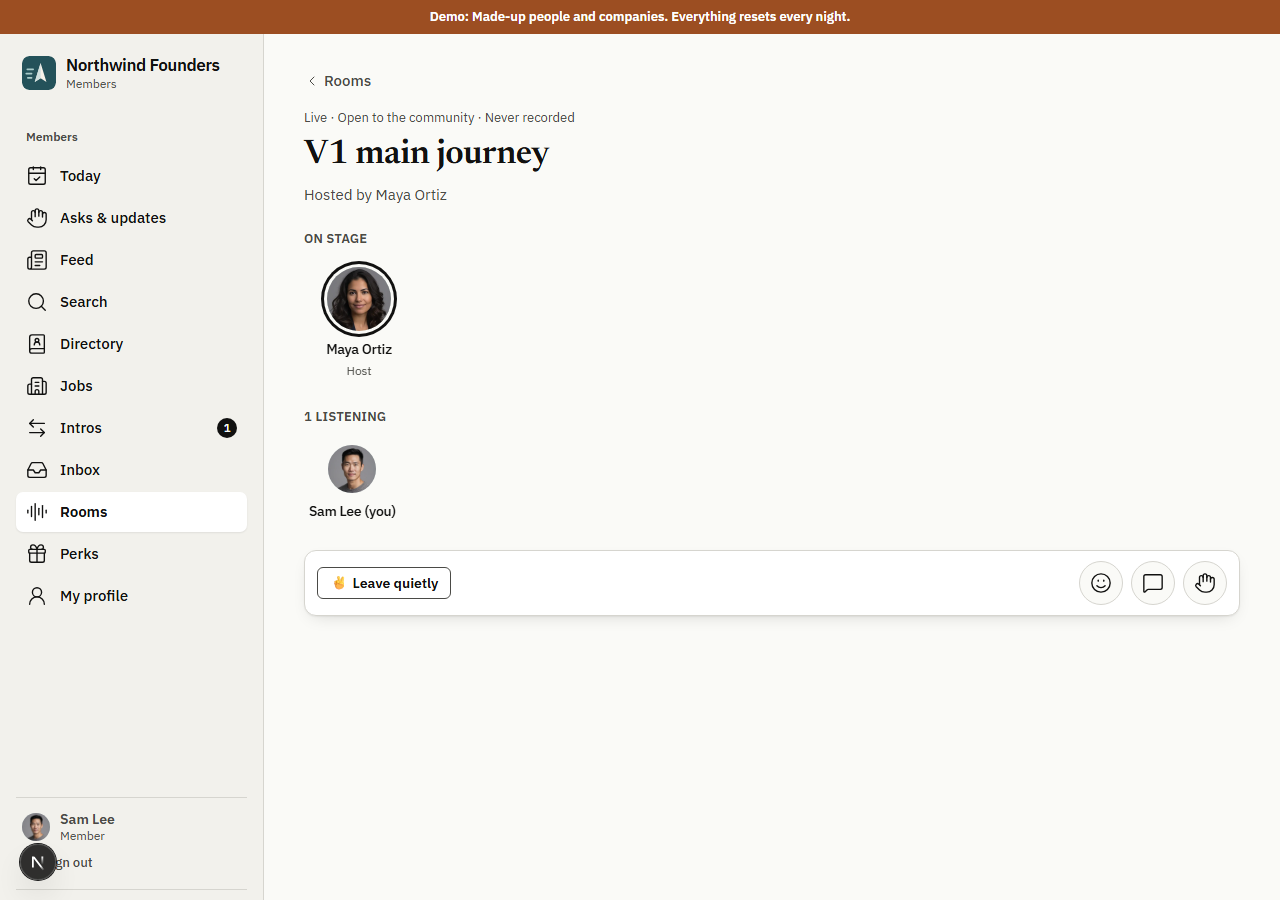 Demo: Made-up people and companies. Everything resets every night.
Northwind Founders
Members
Members
Today
Asks & updates
Feed
Search
Directory
Jobs
Intros
1
Inbox
Rooms
Perks
My profile
Sam Lee
Member
gn out
N
Rooms
Live · Open to the community · Never recorded
V1 main journey
Hosted by Maya Ortiz
ON STAGE
Maya Ortiz
Host
1 LISTENING
Sam Lee (you)
Leave quietly